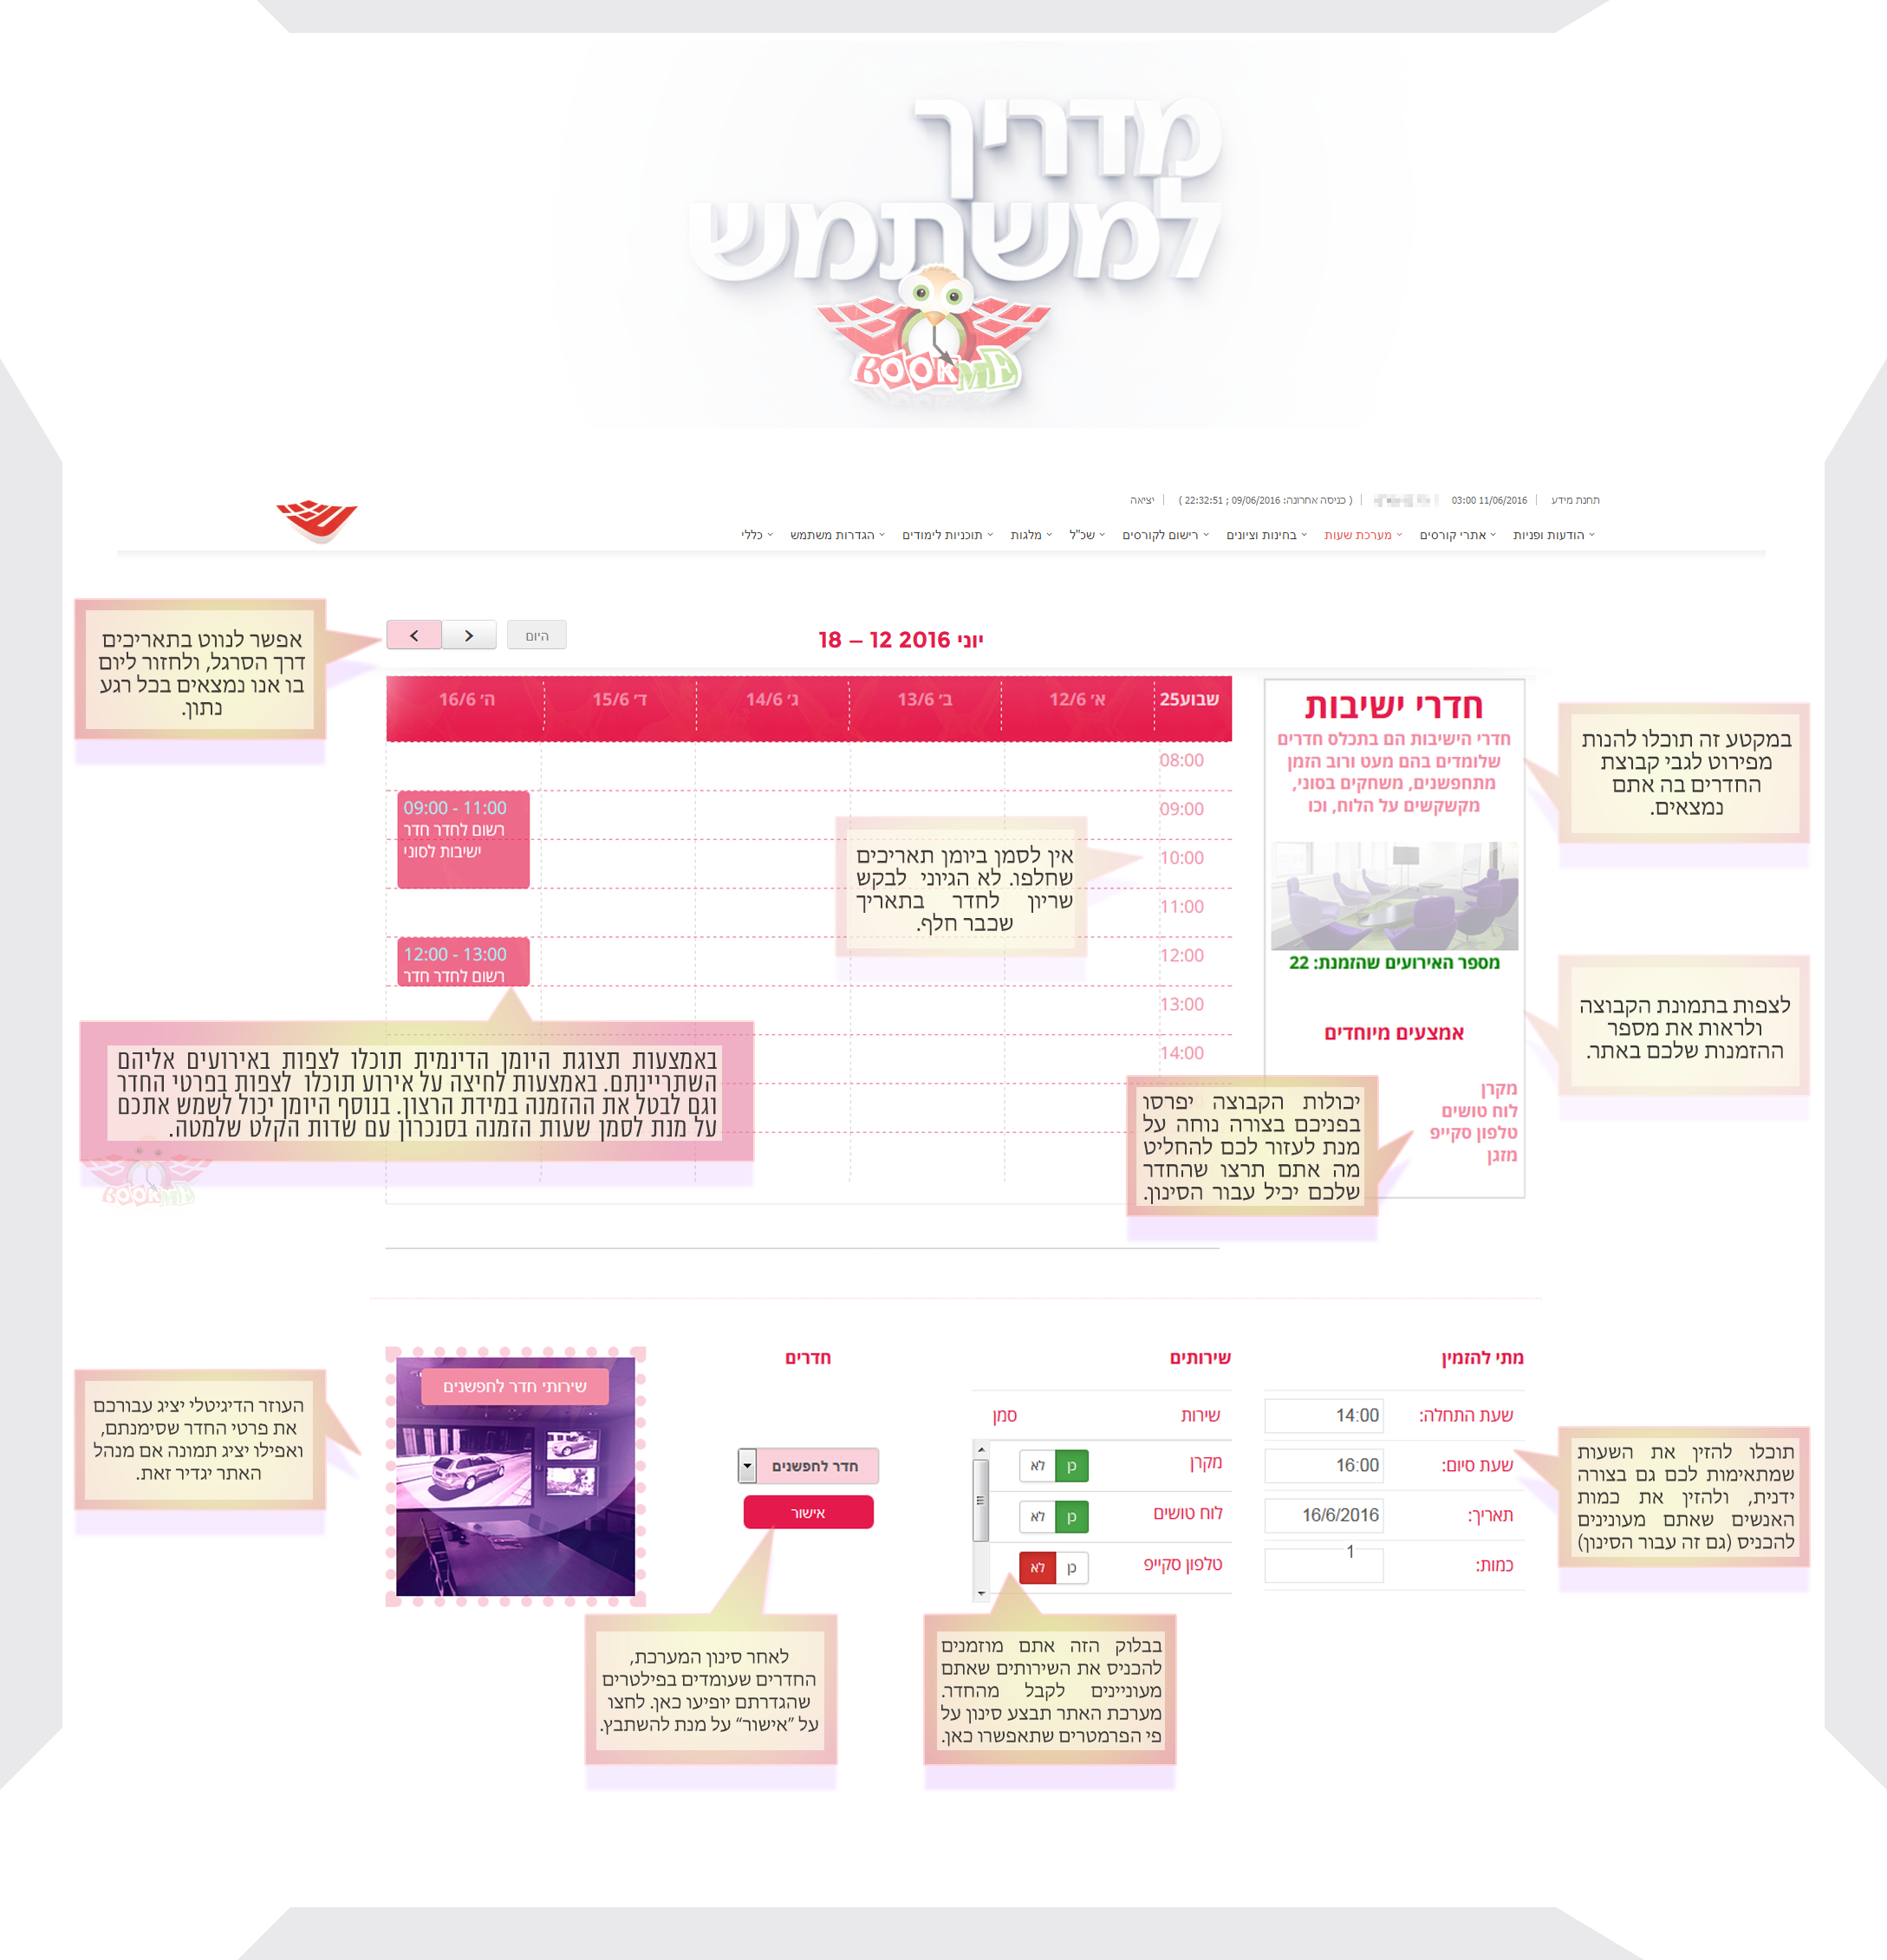 מדריך
למשתמש
BOOKME
תחנת מידע | 11/06/2016 03:00 | ( כניסה אחרונה: 09/06/2016 ; 22:32:51 ) | יציאה
הודעות ופניות אתרי קורסים מערכת שעות בחינות וציונים רישום לקורסים שכ"ל מלגות תוכניות לימודים הגדרות משתמש כללי
אפשר לנווט בתאריכים
דרך הסרגל, ולחזור ליום
בו אנו נמצאים בכל רגע
נתון.
היום
יוני 2016 12 – 18
שבוע25 א׳ 12/6 ב׳ 13/6 ג׳ 14/6 ד׳ 15/6 ה׳ 16/6
08:00
09:00
10:00
11:00
12:00
13:00
14:00
09:00 - 11:00
רשום לחדר חדר
ישיבות לסוני
12:00 - 13:00
רשום לחדר חדר
אין לסמן ביומן תאריכים
שחלפו. לא הגיוני לבקש
שריון לחדר בתאריך
שכבר חלף.
חדרי ישיבות
חדרי הישיבות הם בתכלס חדרים
שלומדים בהם מעט ורוב הזמן
מתחפשנים, משחקים בסוני,
מקשקשים על הלוח, וכו
מספר האירועים שהזמנת: 22
אמצעים מיוחדים
מקרן
לוח טושים
טלפון סקייפ
מזגן
במקטע זה תוכלו להנות
מפירוט לגבי קבוצת
החדרים בה אתם
נמצאים.
לצפות בתמונת הקבוצה
ולראות את מספר
ההזמנות שלכם באתר.
באמצעות תצוגת היומן הדינמית תוכלו לצפות באירועים אליהם
השתריינתם. באמצעות לחיצה על אירוע תוכלו לצפות בפרטי החדר
וגם לבטל את ההזמנה במידת הרצון. בנוסף היומן יכול לשמש אתכם
על מנת לסמן שעות הזמנה בסנכרון עם שדות הקלט שלמטה.
BOOKME
יכולות הקבוצה יפרסו
בפניכם בצורה נוחה על
מנת לעזור לכם להחליט
מה אתם תרצו שהחדר
שלכם יכיל עבור הסינון.
מתי להזמין
שעת התחלה: 14:00
שעת סיום: 16:00
תאריך: 16/6/2016
כמות: 1
שירותים
שירות סמן
מקרן כן לא
לוח טושים כן לא
טלפון סקייפ כן לא
חדרים
חדר לחפשנים
אישור
שירותי חדר לחפשנים
תוכלו להזין את השעות
שמתאימות לכם גם בצורה
ידנית, ולהזין את כמות
האנשים שאתם מעונינים
להכניס (גם זה עבור הסינון)
העוזר הדיגיטלי יציג עבורכם
את פרטי החדר שסימנתם,
ואפילו יציג תמונה אם מנהל
האתר יגדיר זאת.
לאחר סינון המערכת,
החדרים שעומדים בפילטרים
שהגדרתם יופיעו כאן. לחצו
על ״אישור״ על מנת להשתבץ.
בבלוק הזה אתם מוזמנים
להכניס את השירותים שאתם
מעוניינים לקבל מהחדר.
מערכת האתר תבצע סינון על
פי הפרמטרים שתאפשרו כאן.